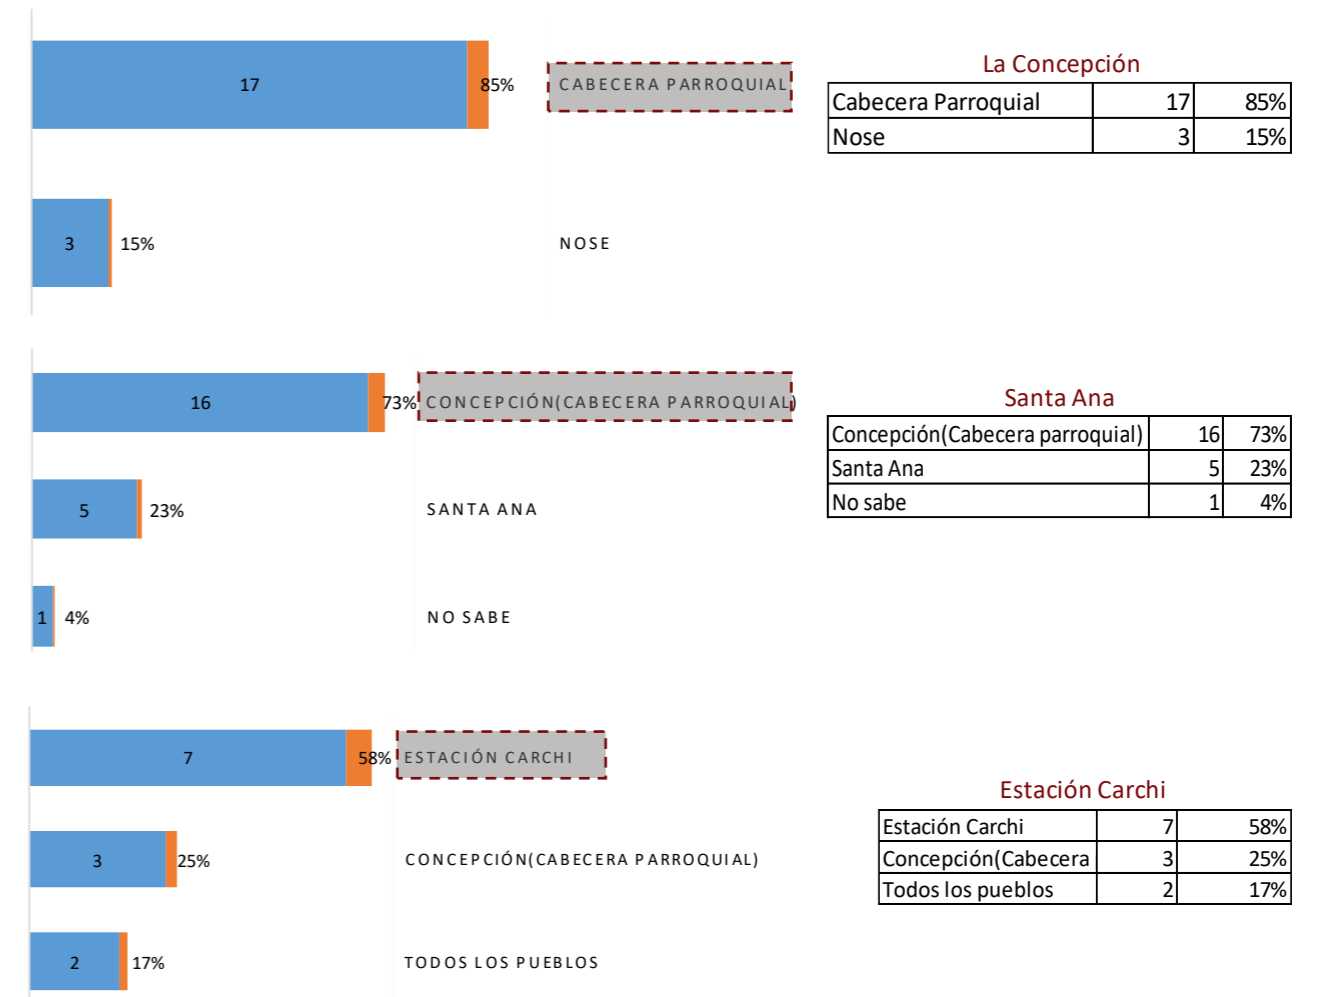 17
85%
CABECERA PARROQUIAL
3
15%
NOSE
La Concepción
Cabecera Parroquial 17 85%
Nose 3 15%
16
73%
CONCEPCIÓN(CABECERA PARROQUIAL)
5
23%
SANTA ANA
1
4%
NO SABE
Santa Ana
Concepción(Cabecera parroquial) 16 73%
Santa Ana 5 23%
No sabe 1 4%
7
58%
ESTACIÓN CARCHI
3
25%
CONCEPCIÓN(CABECERA PARROQUIAL)
2
17%
TODOS LOS PUEBLOS
Estación Carchi
Estación Carchi 7 58%
Concepción(Cabecera 3 25%
Todos los pueblos 2 17%